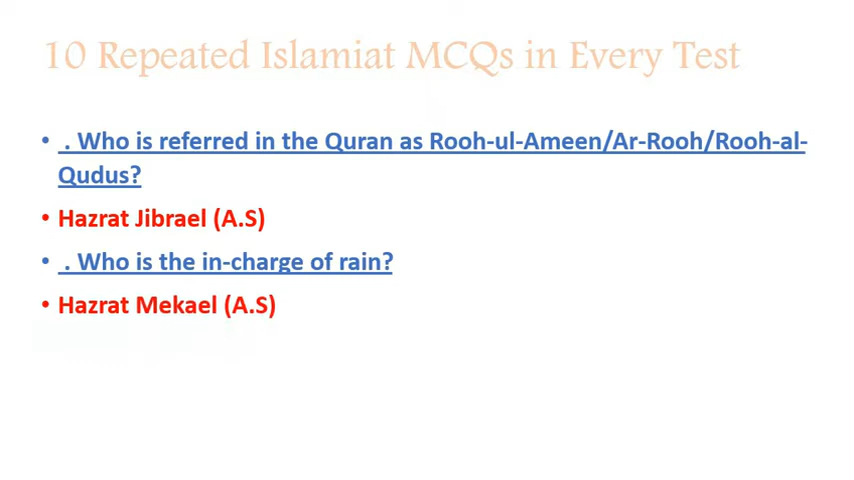 10 Repeated Islamiat MCQs in Every Test
• . Who is referred in the Quran as Rooh-ul-Ameen/Ar-Rooh/Rooh-al-
Qudus?
• Hazrat Jibrael (A.S)
• . Who is the in-charge of rain?
• Hazrat Mekael (A.S)